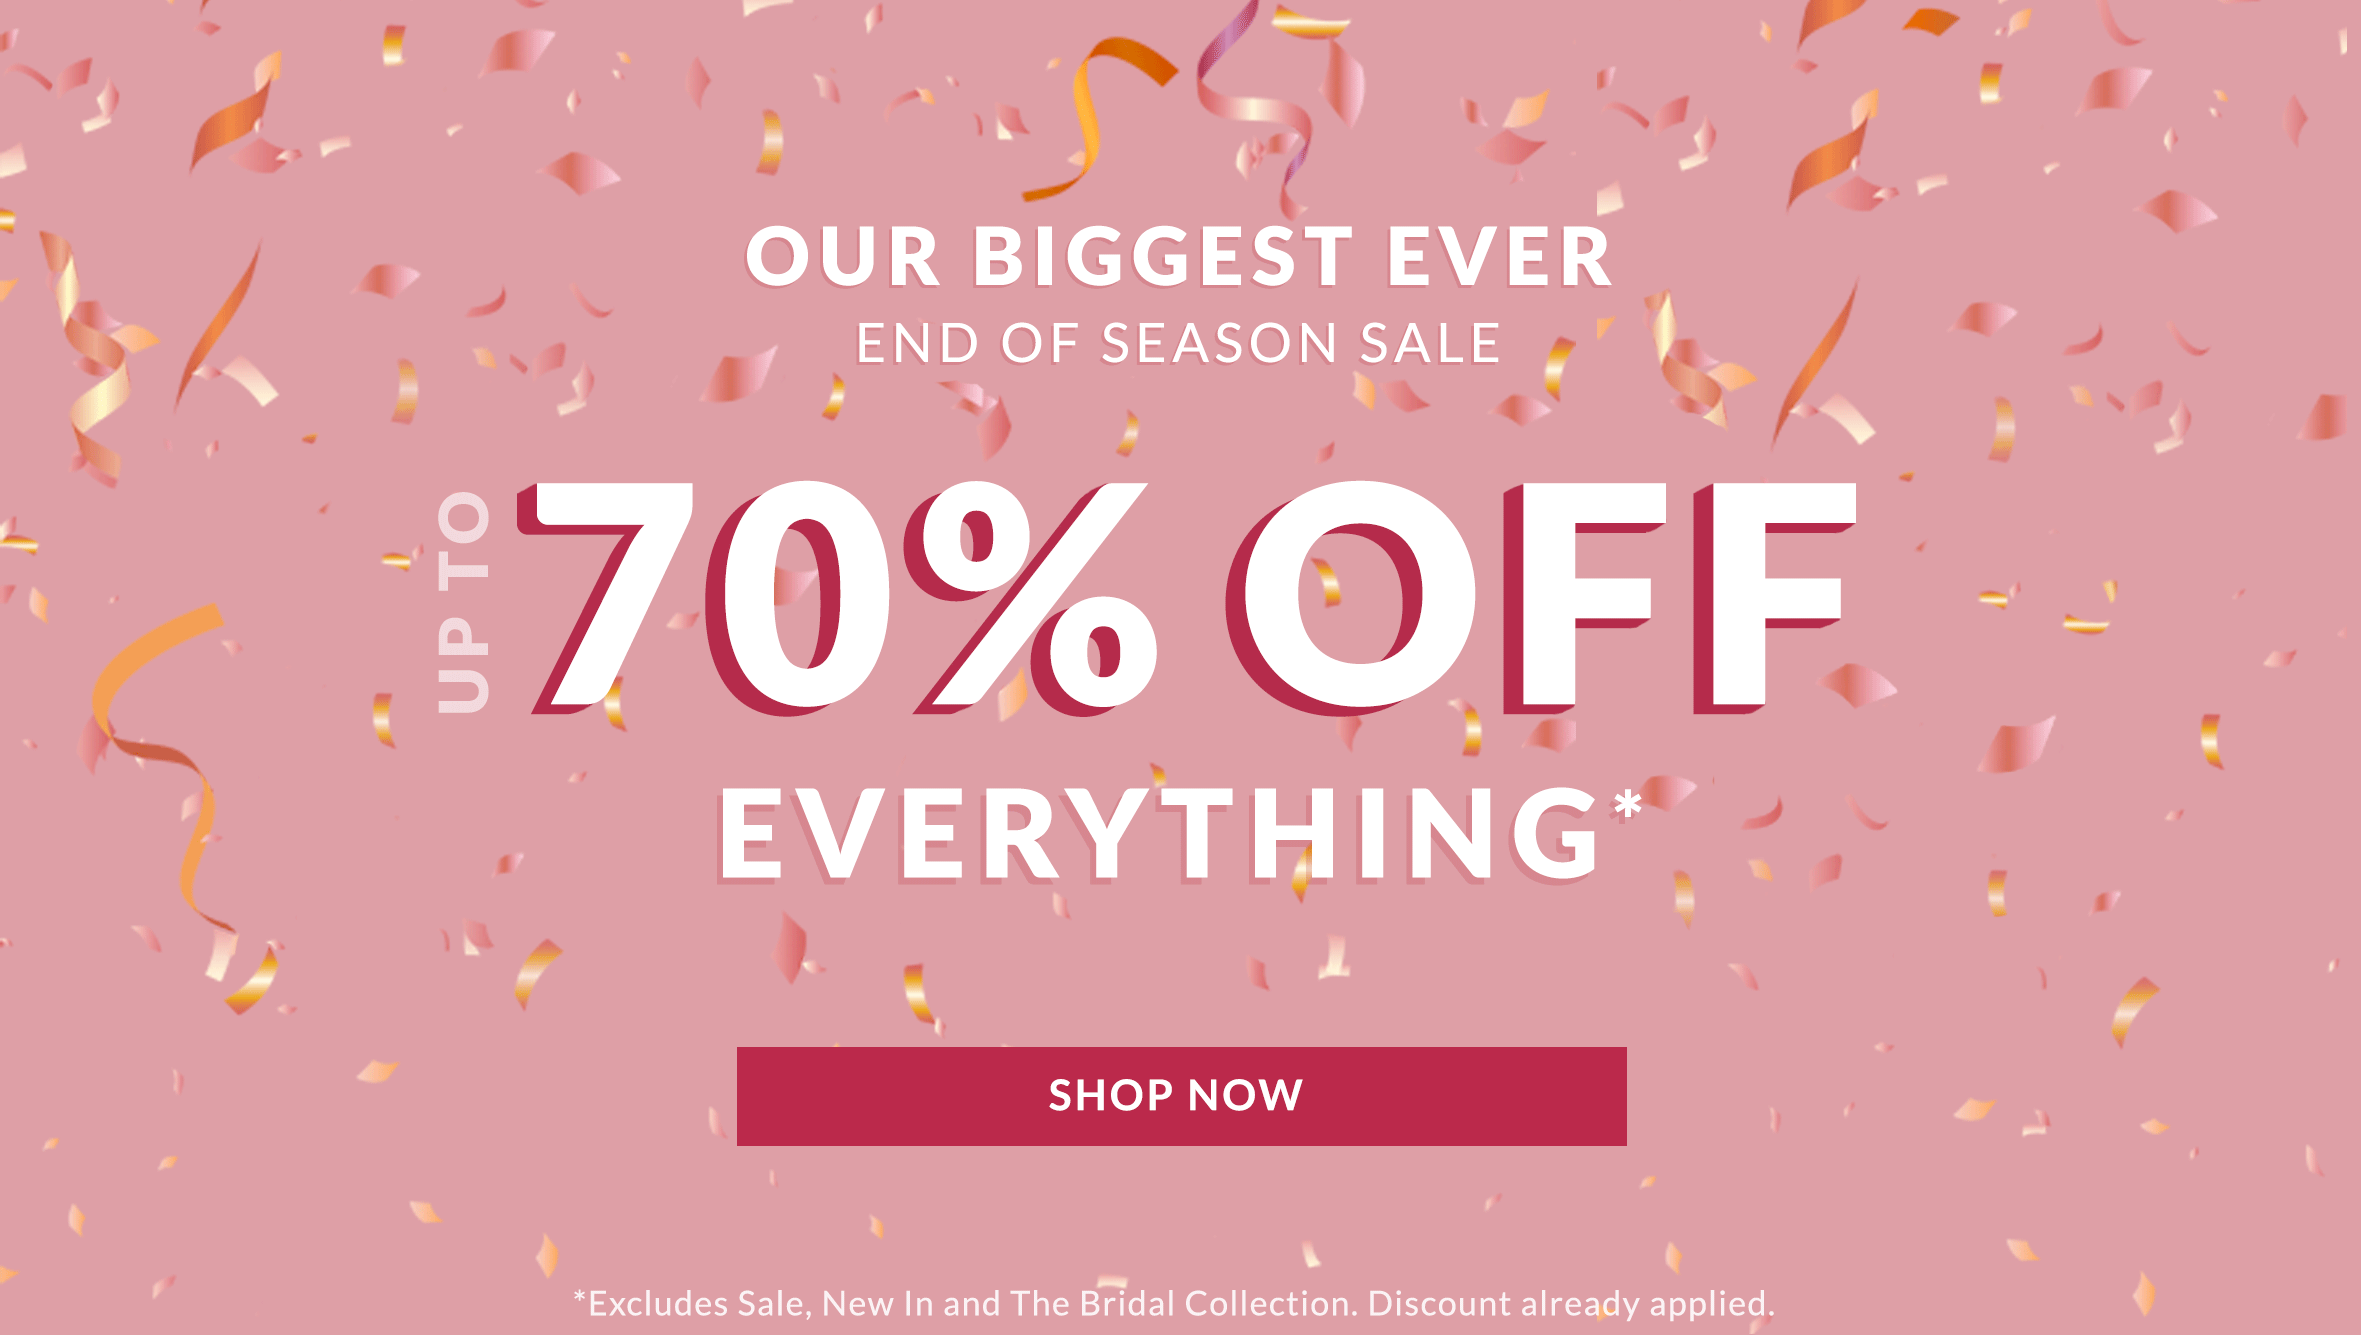 OUR BIGGEST EVER
END OF SEASON SALE
UP TO
70% OFF
EVERYTHING*
SHOP NOW
*Excludes Sale, New In and The Bridal Collection. Discount already applied.